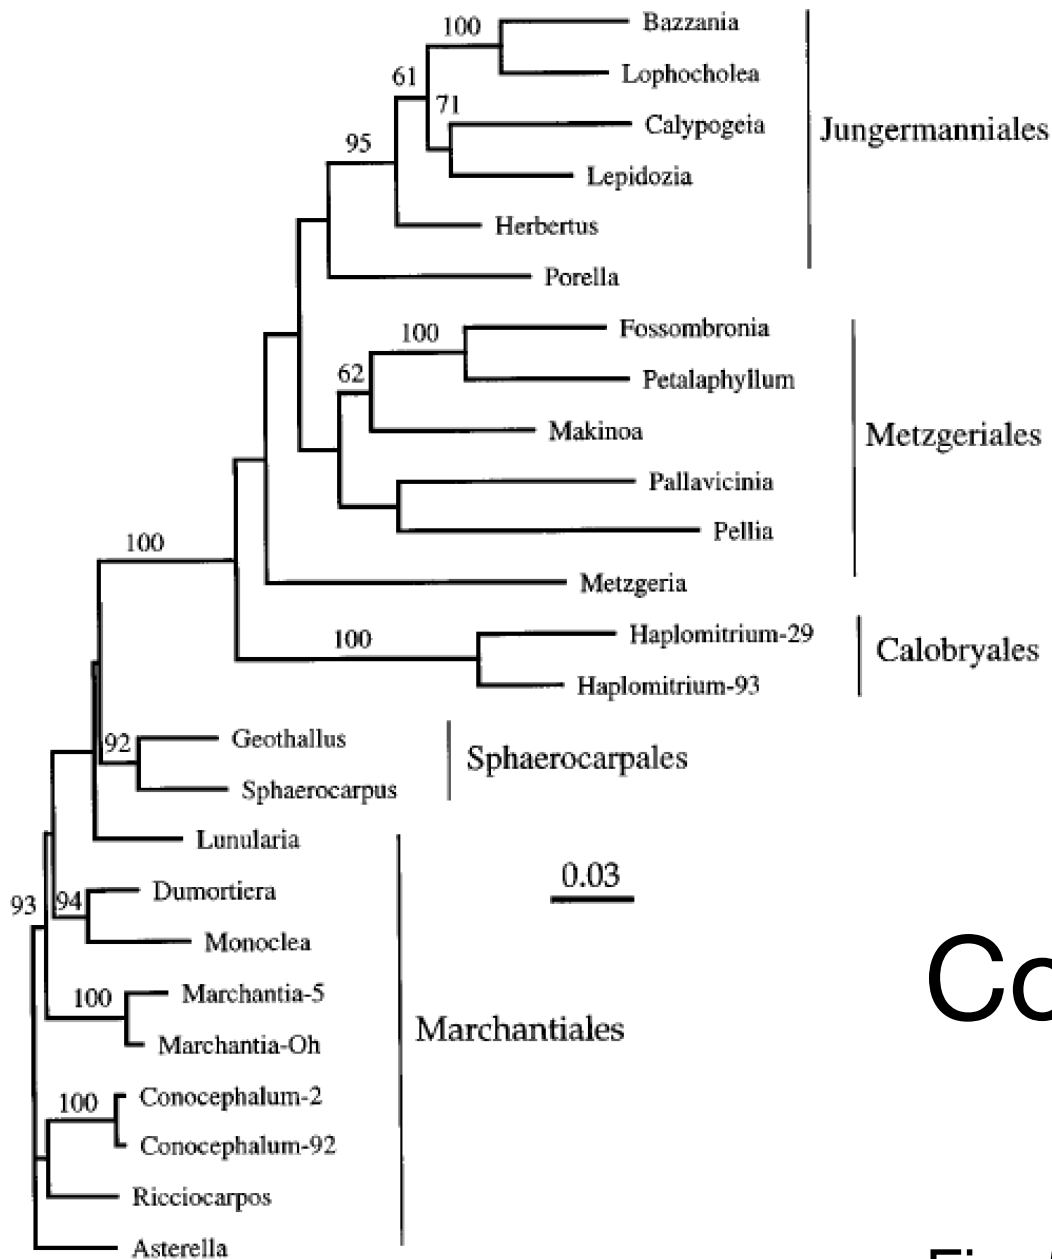 100
Bazzania
Lophocholea
61
71
Calypogeia
Jungermanniales
95
Lepidozia
Herbertus
Porella
100
Fossombronia
62
Petalaphyllum
Makinoa
Metzgeriales
Pallavicinia
Pellia
100
Metzgeria
100
Haplomitrium-29
Calobryales
Haplomitrium-93
92
Geothallus
Sphaerocarpales
Sphaerocarpus
Lunularia
0.03
93
94
Dumortiera
Monoclea
Co
100
Marchantia-5
Marchantiales
Marchantia-Oh
100
Conocephalum-2
Conocephalum-92
Ricciocarpos
Asterella